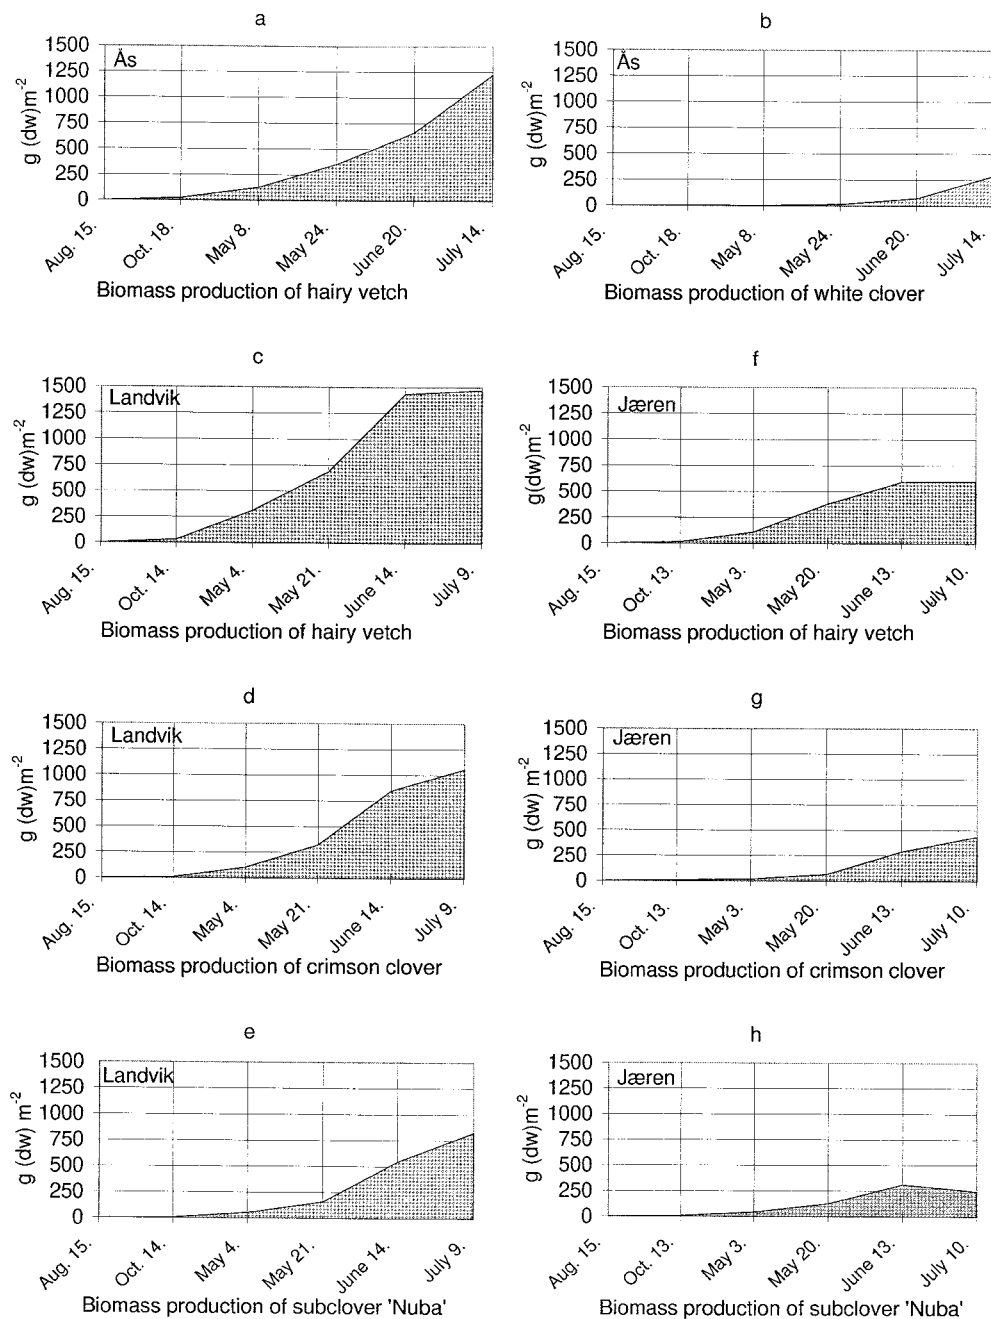 a
1500
1250
1000
750
500
250
0
g (dw)m-2
Ås
Aug. 15.
Oct. 18.
May 8.
May 24.
June 20.
July 14.
Biomass production of hairy vetch
b
1500
1250
1000
750
500
250
0
g (dw)m-2
Ås
Aug. 15.
Oct. 18.
May 8.
May 24.
June 20.
July 14.
Biomass production of white clover
c
1500
1250
1000
750
500
250
0
g (dw)m-2
Landvik
Aug. 15.
Oct. 14.
May 4.
May 21.
June 14.
July 9.
Biomass production of hairy vetch
f
1500
1250
1000
750
500
250
0
g(dw)m-2
Jæren
Aug. 15.
Oct. 13.
May 3.
May 20.
June 13.
July 10.
Biomass production of hairy vetch
d
1500
1250
1000
750
500
250
0
g (dw)m-2
Landvik
Aug. 15.
Oct. 14.
May 4.
May 21.
June 14.
July 9.
Biomass production of crimson clover
g
1500
1250
1000
750
500
250
0
g (dw) m-2
Jæren
Aug. 15.
Oct. 13.
May 3.
May 20.
June 13.
July 10.
Biomass production of crimson clover
e
1500
1250
1000
750
500
250
0
g (dw) m-2
Landvik
Aug. 15.
Oct. 14.
May 4.
May 21.
June 14.
July 9.
Biomass production of subclover 'Nuba'
h
1500
1250
1000
750
500
250
0
g (dw)m-2
Jæren
Aug. 15.
Oct. 13.
May 3.
May 20.
June 13.
July 10.
Biomass production of subclover 'Nuba'